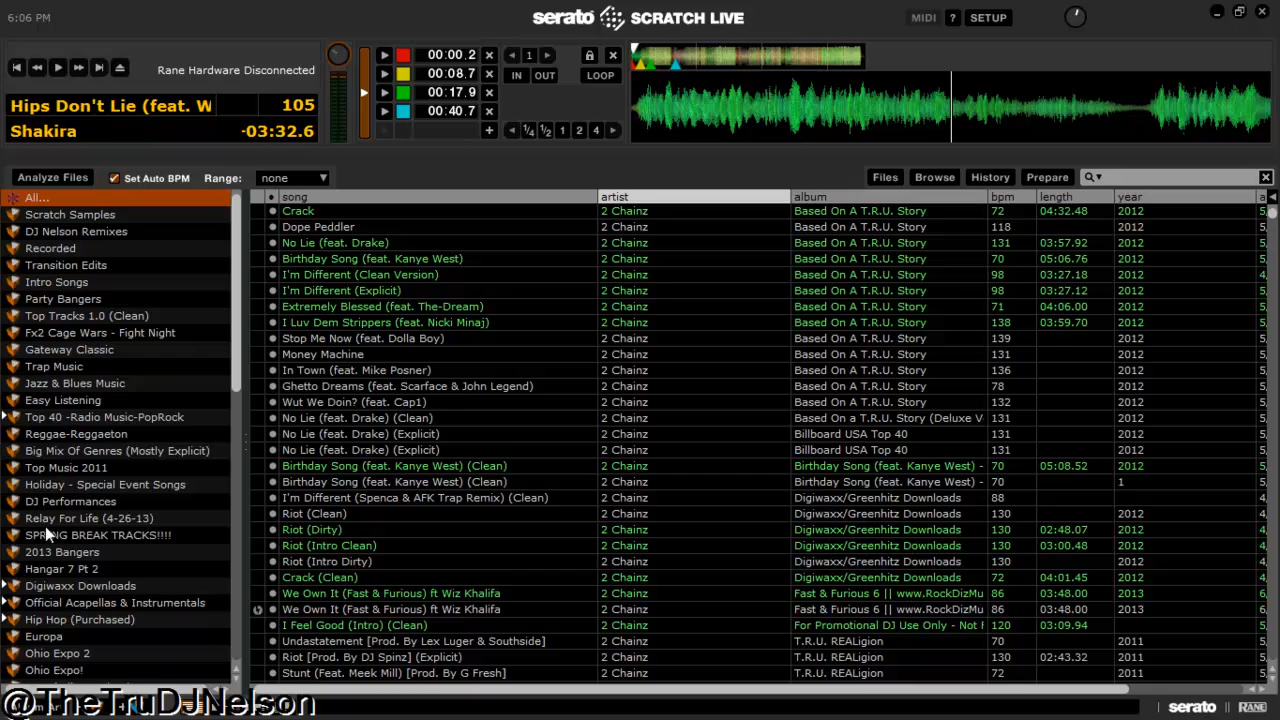 6:06 PM
serato SCRATCH LIVE
MIDI ? SETUP
Rane Hardware Disconnected
Hips Don't Lie (feat. W 105
Shakira -03:32.6
00:00.2
00:08.7
00:17.9
00:40.7
1
IN OUT LOOP
1/4 1/2 1 2 4
Analyze Files Set Auto BPM Range: none
Files Browse History Prepare
song artist album bpm length year
All...
Scratch Samples
DJ Nelson Remixes
Recorded
Transition Edits
Intro Songs
Party Bangers
Top Tracks 1.0 (Clean)
Fx2 Cage Wars - Fight Night
Gateway Classic
Trap Music
Jazz & Blues Music
Easy Listening
Top 40 -Radio Music-PopRock
Reggae-Reggaeton
Big Mix Of Genres (Mostly Explicit)
Top Music 2011
Holiday - Special Event Songs
DJ Performances
Relay For Life (4-26-13)
SPRING BREAK TRACKS!!!!
2013 Bangers
Hangar 7 Pt 2
Digiwaxx Downloads
Official Acapellas & Instrumentals
Hip Hop (Purchased)
Europa
Ohio Expo 2
Ohio Expo!
Crack 2 Chainz Based On A T.R.U. Story 72 04:32.48 2012
Dope Peddler 2 Chainz Based On A T.R.U. Story 118 2012
No Lie (feat. Drake) 2 Chainz Based On A T.R.U. Story 131 03:57.92 2012
Birthday Song (feat. Kanye West) 2 Chainz Based On A T.R.U. Story 70 05:06.76 2012
I'm Different (Clean Version) 2 Chainz Based On A T.R.U. Story 98 03:27.18 2012
I'm Different (Explicit) 2 Chainz Based On A T.R.U. Story 98 03:27.12 2012
Extremely Blessed (feat. The-Dream) 2 Chainz Based On A T.R.U. Story 71 04:06.00 2012
I Luv Dem Strippers (feat. Nicki Minaj) 2 Chainz Based On A T.R.U. Story 138 03:59.70 2012
Stop Me Now (feat. Dolla Boy) 2 Chainz Based On A T.R.U. Story 139 2012
Money Machine 2 Chainz Based On A T.R.U. Story 131 2012
In Town (feat. Mike Posner) 2 Chainz Based On A T.R.U. Story 136 2012
Ghetto Dreams (feat. Scarface & John Legend) 2 Chainz Based On A T.R.U. Story 78 2012
Wut We Doin? (feat. Cap1) 2 Chainz Based On A T.R.U. Story 132 2012
No Lie (feat. Drake) (Clean) 2 Chainz Based On a T.R.U. Story (Deluxe V 131 2012
No Lie (feat. Drake) (Explicit) 2 Chainz Billboard USA Top 40 131 2012
No Lie (feat. Drake) (Explicit) 2 Chainz Billboard USA Top 40 131 2012
Birthday Song (feat. Kanye West) (Clean) 2 Chainz Birthday Song (feat. Kanye West) - 70 05:08.52 2012
Birthday Song (feat. Kanye West) (Clean) 2 Chainz Birthday Song (feat. Kanye West) - 70 1
I'm Different (Spenca & AFK Trap Remix) (Clean) 2 Chainz Digiwaxx/Greenhitz Downloads 88
Riot (Clean) 2 Chainz Digiwaxx/Greenhitz Downloads 130 2012
Riot (Dirty) 2 Chainz Digiwaxx/Greenhitz Downloads 130 02:48.07 2012
Riot (Intro Clean) 2 Chainz Digiwaxx/Greenhitz Downloads 130 03:00.48 2012
Riot (Intro Dirty) 2 Chainz Digiwaxx/Greenhitz Downloads 130 2012
Crack (Clean) 2 Chainz Digiwaxx/Greenhitz Downloads 72 04:01.45 2012
We Own It (Fast & Furious) ft Wiz Khalifa 2 Chainz Fast & Furious 6 || www.RockDizMu 86 03:48.00 2013
We Own It (Fast & Furious) ft Wiz Khalifa 2 Chainz Fast & Furious 6 || www.RockDizMu 86 03:48.00 2013
I Feel Good (Intro) (Clean) 2 Chainz For Promotional DJ Use Only - Not F 120 03:09.94
Undastatement [Prod. By Lex Luger & Southside] 2 Chainz T.R.U. REALigion 70 2011
Riot [Prod. By DJ Spinz] (Explicit) 2 Chainz T.R.U. REALigion 130 02:43.32 2011
Stunt (Feat. Meek Mill) [Prod. By G Fresh] 2 Chainz T.R.U. REALigion 72 2011
@TheTruDJNelson
serato RANE